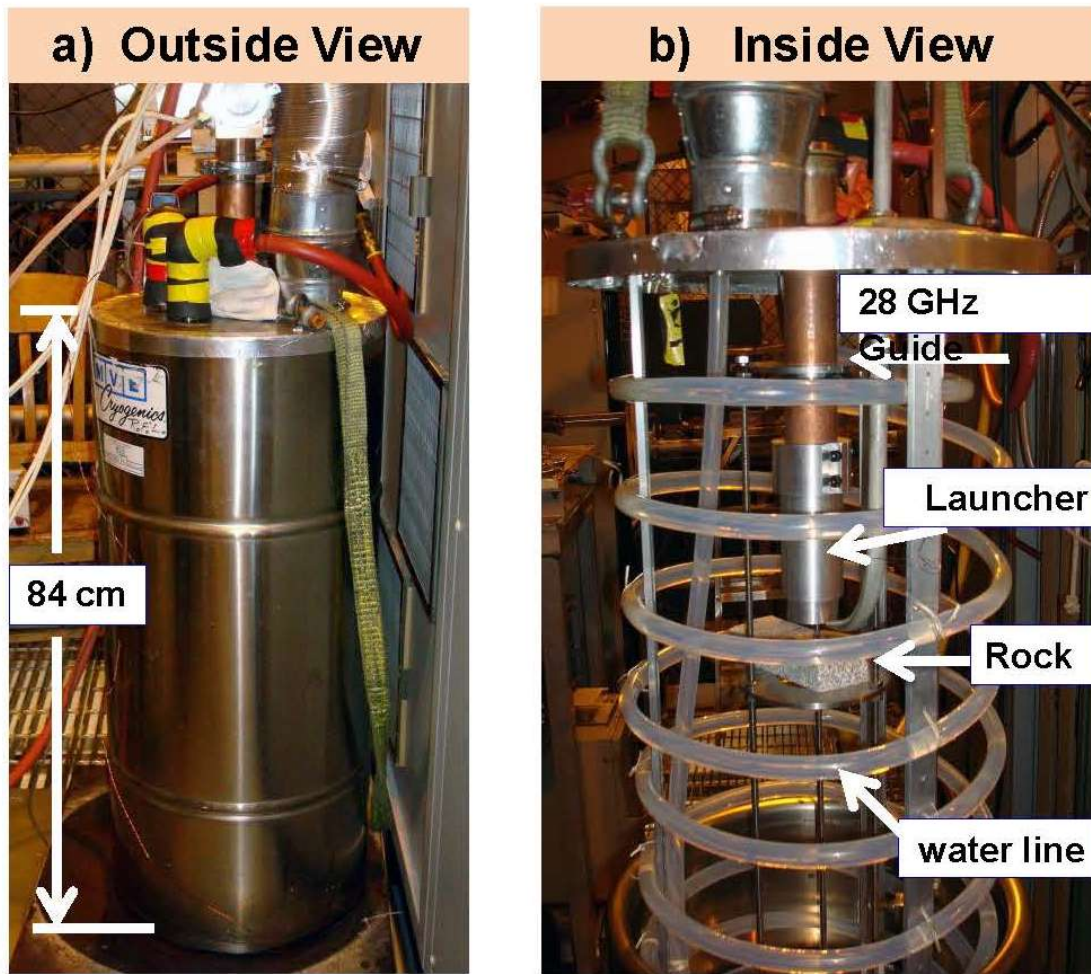 a) Outside View
MVE
Cryogenics
84 cm
b) Inside View
28 GHz
Guide
Launcher
Rock
water line